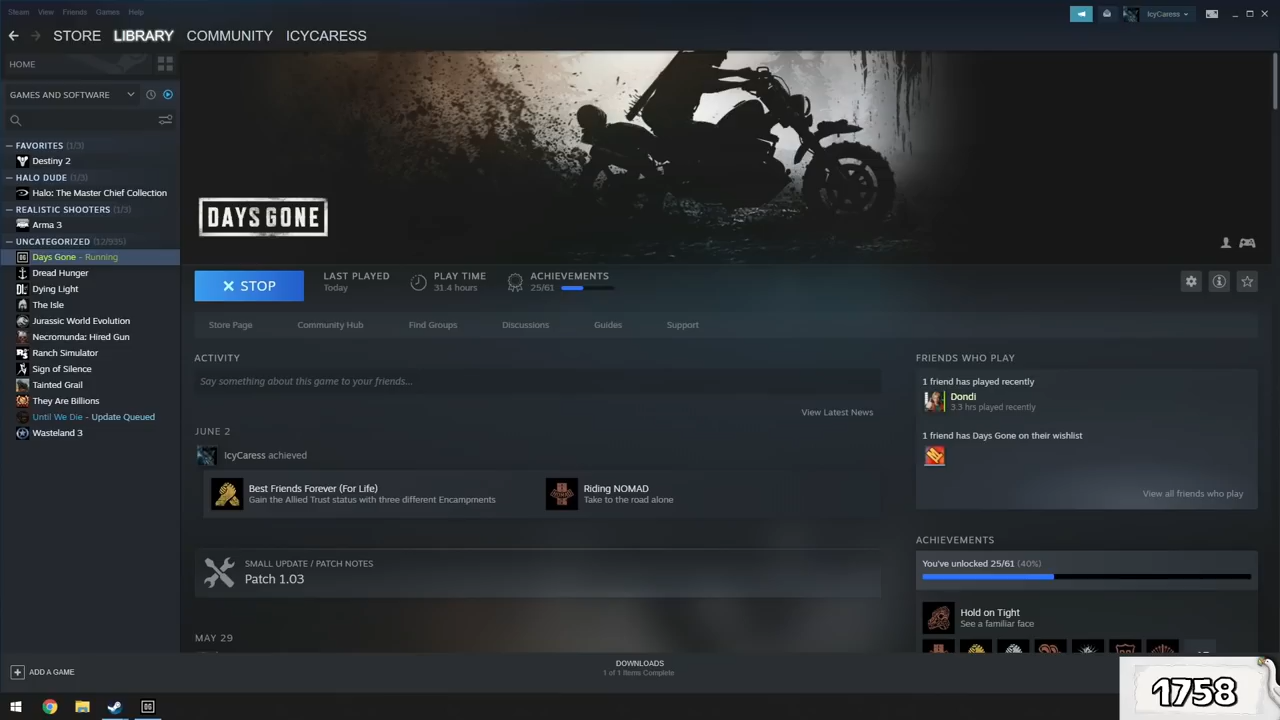 Steam View Friends Games Help
IcyCaress
STORE LIBRARY COMMUNITY ICYCARESS
HOME
GAMES AND SOFTWARE
FAVORITES (1/3)
Destiny 2
HALO DUDE (1/3)
Halo: The Master Chief Collection
REALISTIC SHOOTERS (1/3)
Arma 3
UNCATEGORIZED (12/935)
Days Gone - Running
Dread Hunger
Dying Light
The Isle
Jurassic World Evolution
Necromunda: Hired Gun
Ranch Simulator
Sign of Silence
Tainted Grail
They Are Billions
Until We Die - Update Queued
Wasteland 3
DAYS GONE
STOP
LAST PLAYED
Today
PLAY TIME
31.4 hours
ACHIEVEMENTS
25/61
Store Page Community Hub Find Groups Discussions Guides Support
ACTIVITY
Say something about this game to your friends...
View Latest News
JUNE 2
IcyCaress achieved
Best Friends Forever (For Life)
Gain the Allied Trust status with three different Encampments
Riding NOMAD
Take to the road alone
SMALL UPDATE / PATCH NOTES
Patch 1.03
MAY 29
FRIENDS WHO PLAY
1 friend has played recently
Dondi
3.3 hrs played recently
1 friend has Days Gone on their wishlist
View all friends who play
ACHIEVEMENTS
You've unlocked 25/61 (40%)
Hold on Tight
See a familiar face
ADD A GAME
DOWNLOADS
1 of 1 Items Complete
1758